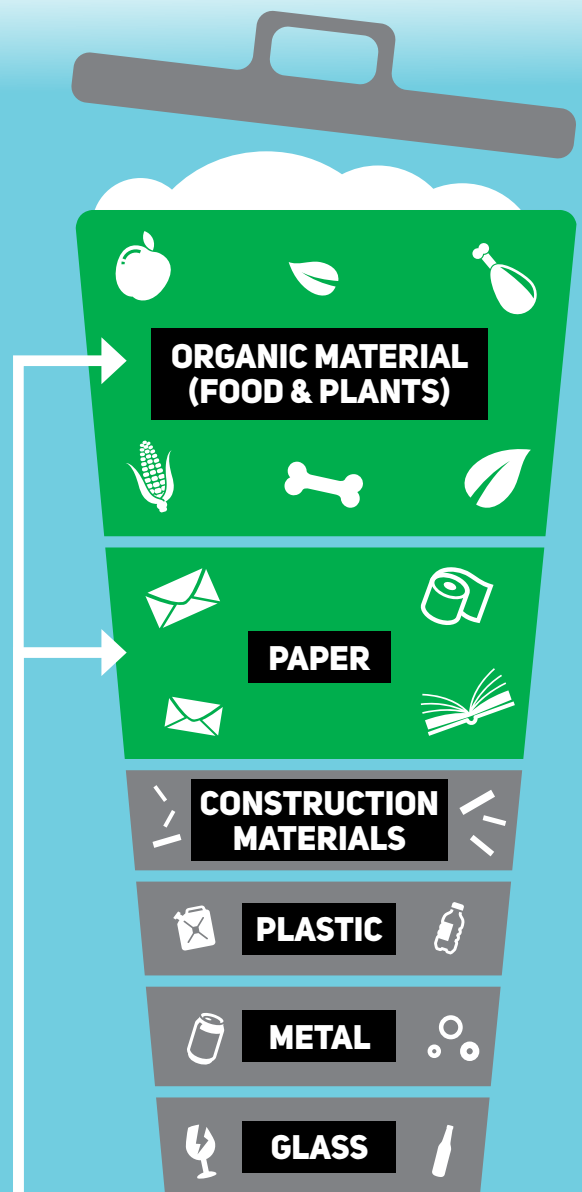 ORGANIC MATERIAL
(FOOD & PLANTS)
PAPER
CONSTRUCTION
MATERIALS
PLASTIC
METAL
GLASS